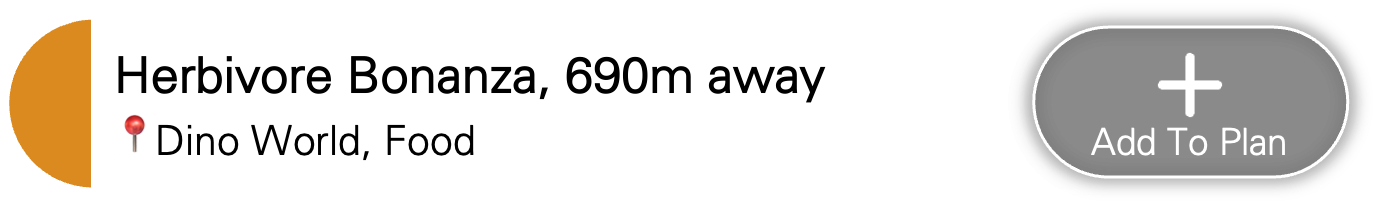 Herbivore Bonanza, 690m away
📍Dino World, Food
Add To Plan